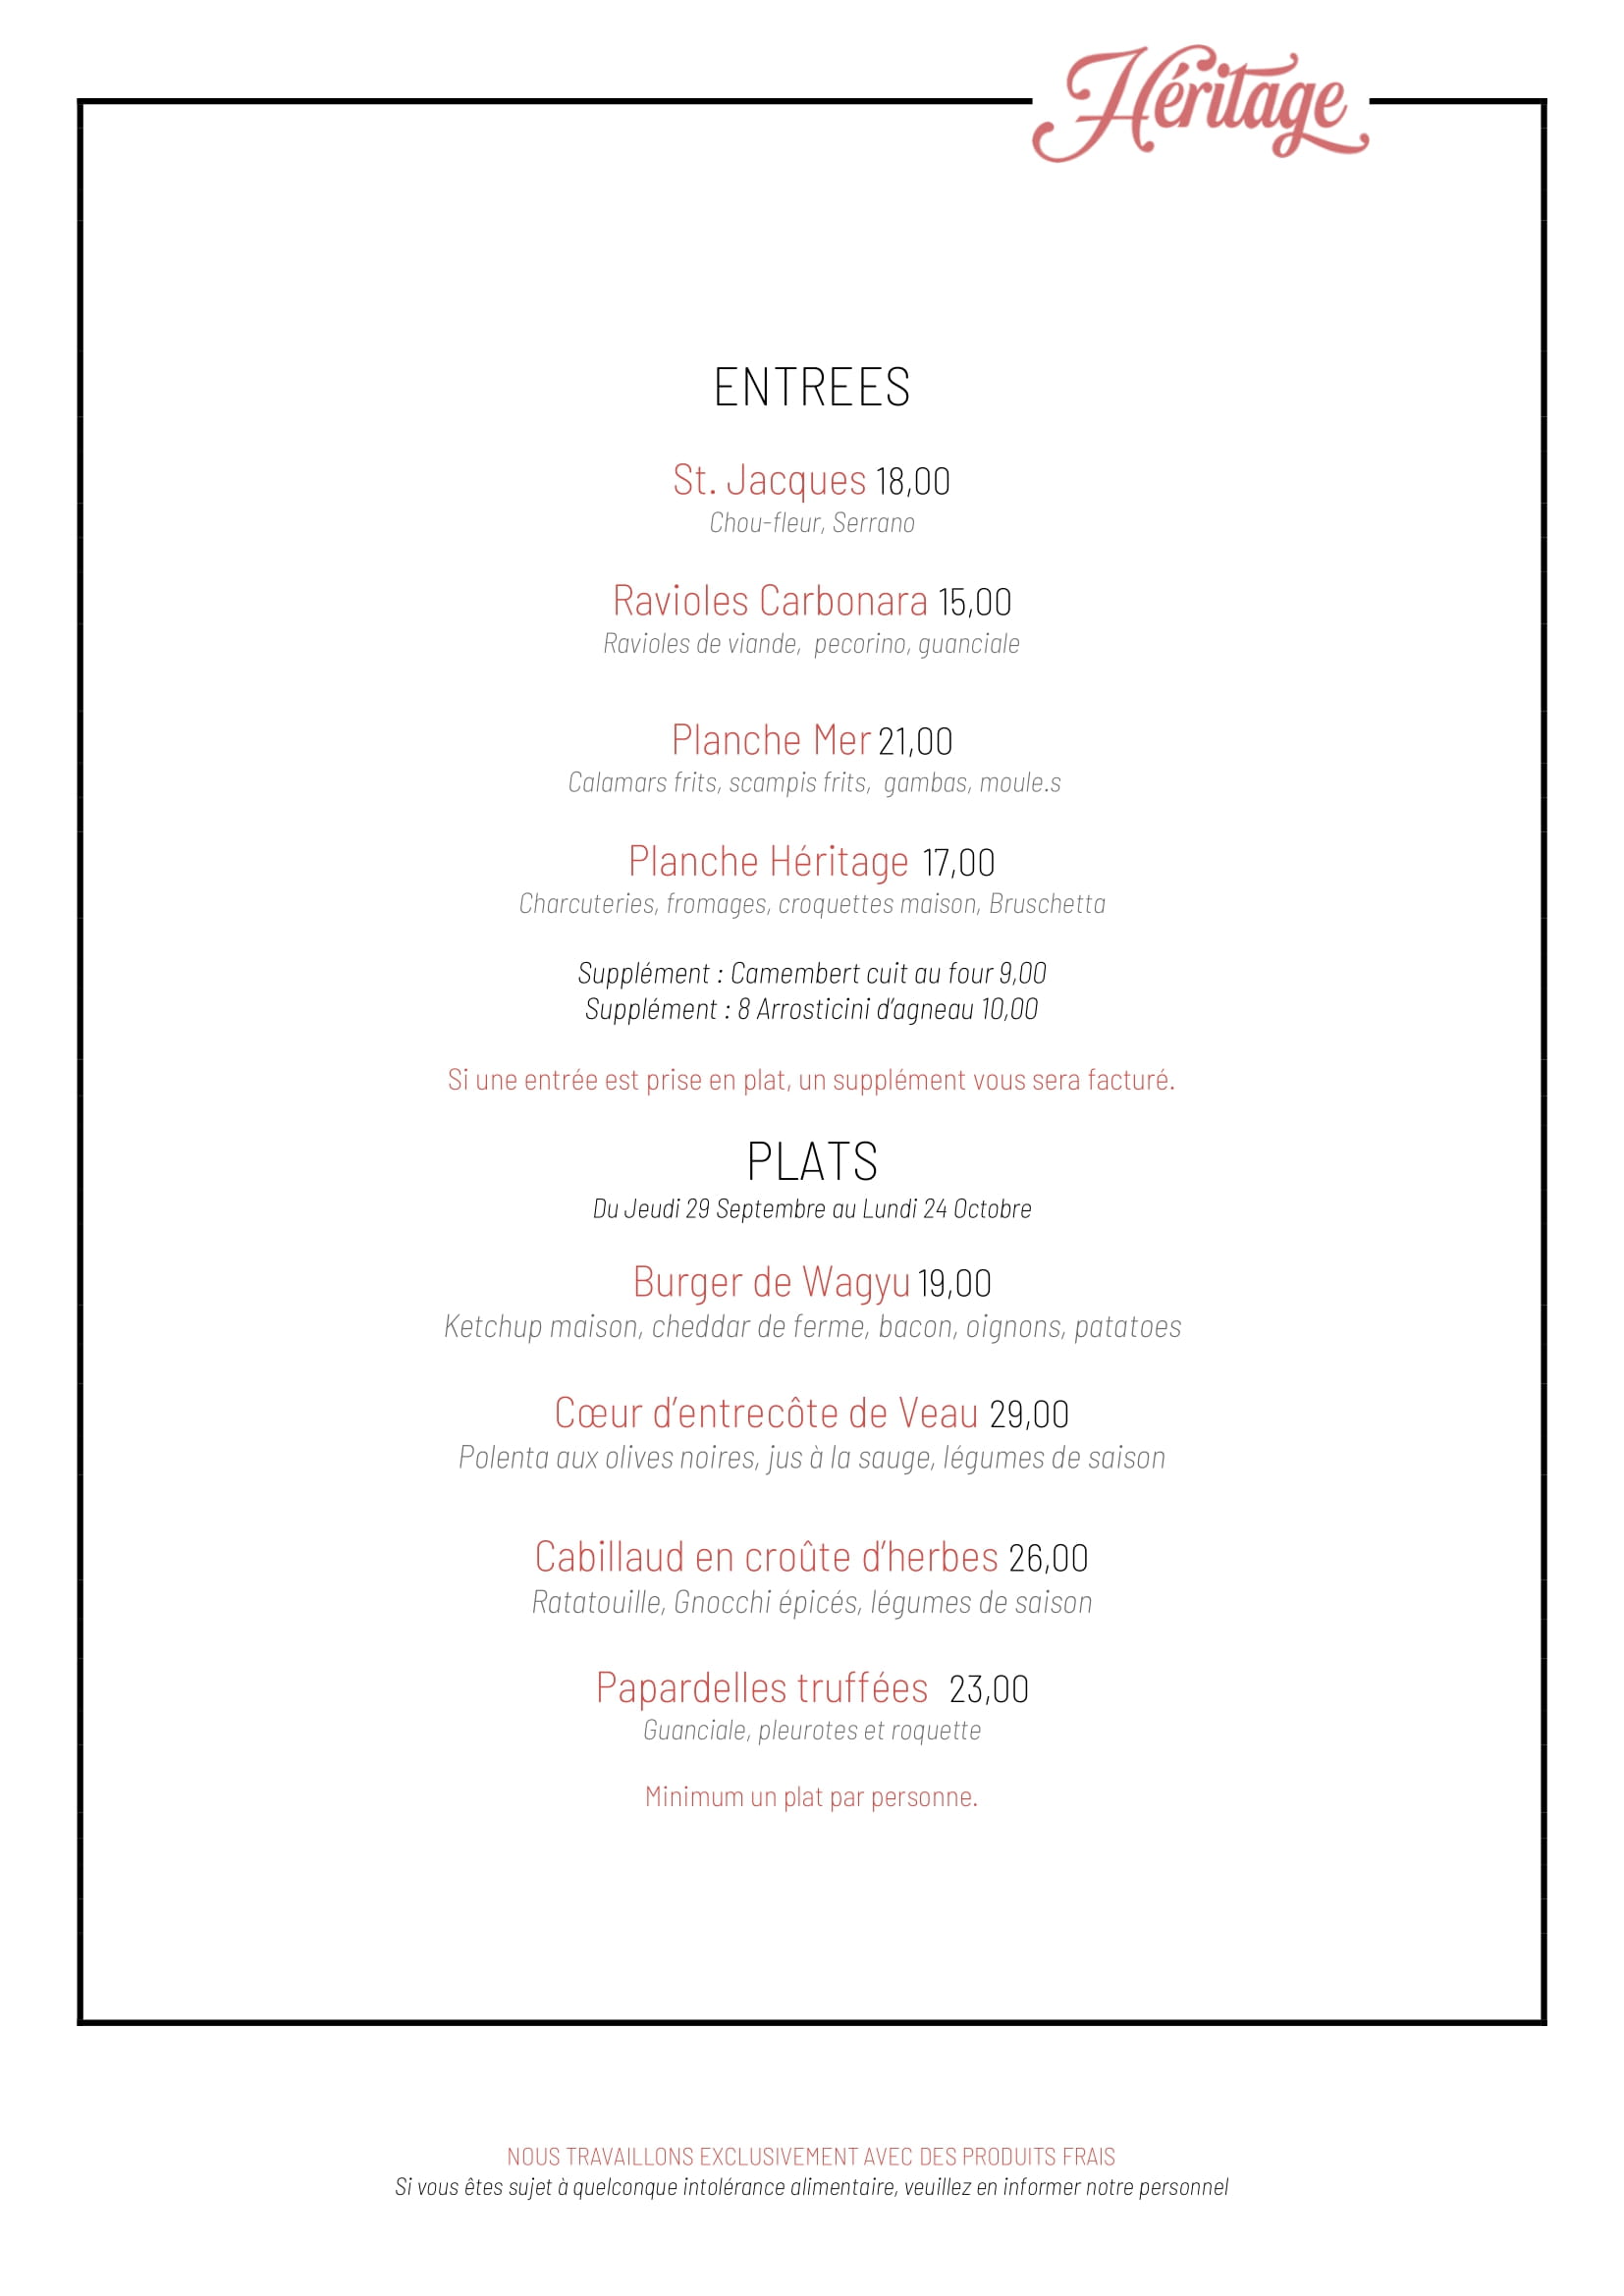 Héritage
ENTREES
St. Jacques 18,00
Chou-fleur, Serrano
Ravioles Carbonara 15,00
Ravioles de viande, pecorino, guanciale
Planche Mer 21,00
Calamars frits, scampis frits, gambas, moule.s
Planche Héritage 17,00
Charcuteries, fromages, croquettes maison, Bruschetta
Supplément : Camembert cuit au four 9,00
Supplément : 8 Arrosticini d’agneau 10,00
Si une entrée est prise en plat, un supplément vous sera facturé.
PLATS
Du Jeudi 29 Septembre au Lundi 24 Octobre
Burger de Wagyu 19,00
Ketchup maison, cheddar de ferme, bacon, oignons, patatoes
Cœur d’entrecôte de Veau 29,00
Polenta aux olives noires, jus à la sauge, légumes de saison
Cabillaud en croûte d’herbes 26,00
Ratatouille, Gnocchi épicés, légumes de saison
Papardelles truffées 23,00
Guanciale, pleurotes et roquette
Minimum un plat par personne.
NOUS TRAVAILLONS EXCLUSIVEMENT AVEC DES PRODUITS FRAIS
Si vous êtes sujet à quelconque intolérance alimentaire, veuillez en informer notre personnel